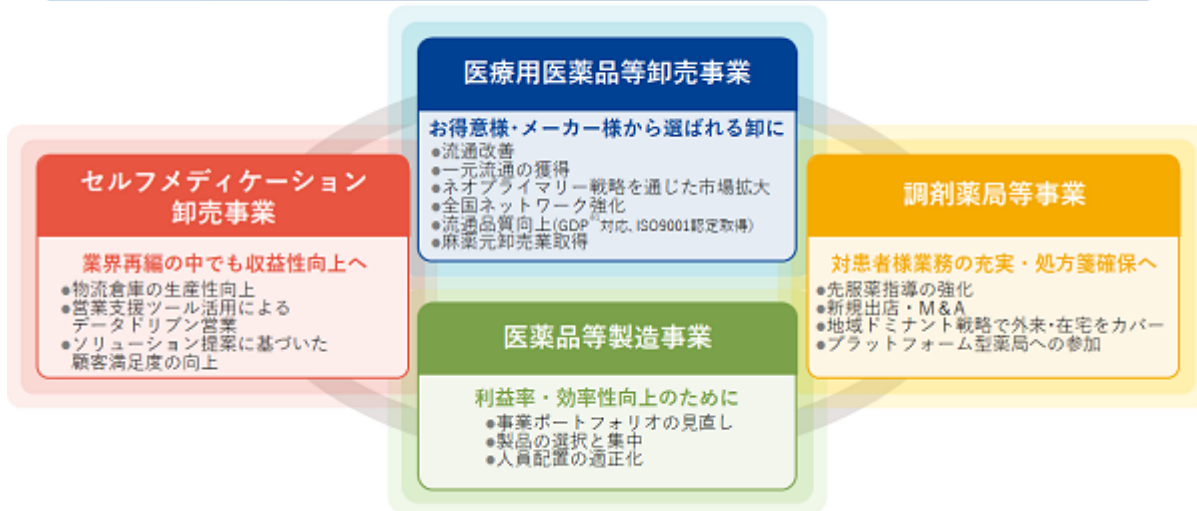 医療用医薬品等卸売事業
お得意様・メーカー様から選ばれる卸に
●流通改善
●一元流通の獲得
●ネオプライマリー戦略を通じた市場拡大
●全国ネットワーク強化
●流通品質向上(GDP 対応、ISO9001認定取得)
●麻薬元卸売業取得
セルフメディケーション
卸売事業
業界再編の中でも収益性向上へ
●物流倉庫の生産性向上
●営業支援ツール活用による
データドリブン営業
●ソリューション提案に基づいた
顧客満足度の向上
調剤薬局等事業
対患者様業務の充実・処方箋確保へ
●先服薬指導の強化
●新規出店・M&A
●地域ドミナント戦略で外来・在宅をカバー
●プラットフォーム型薬局への参加
医薬品等製造事業
利益率・効率性向上のために
●事業ポートフォリオの見直し
●製品の選択と集中
●人員配置の適正化